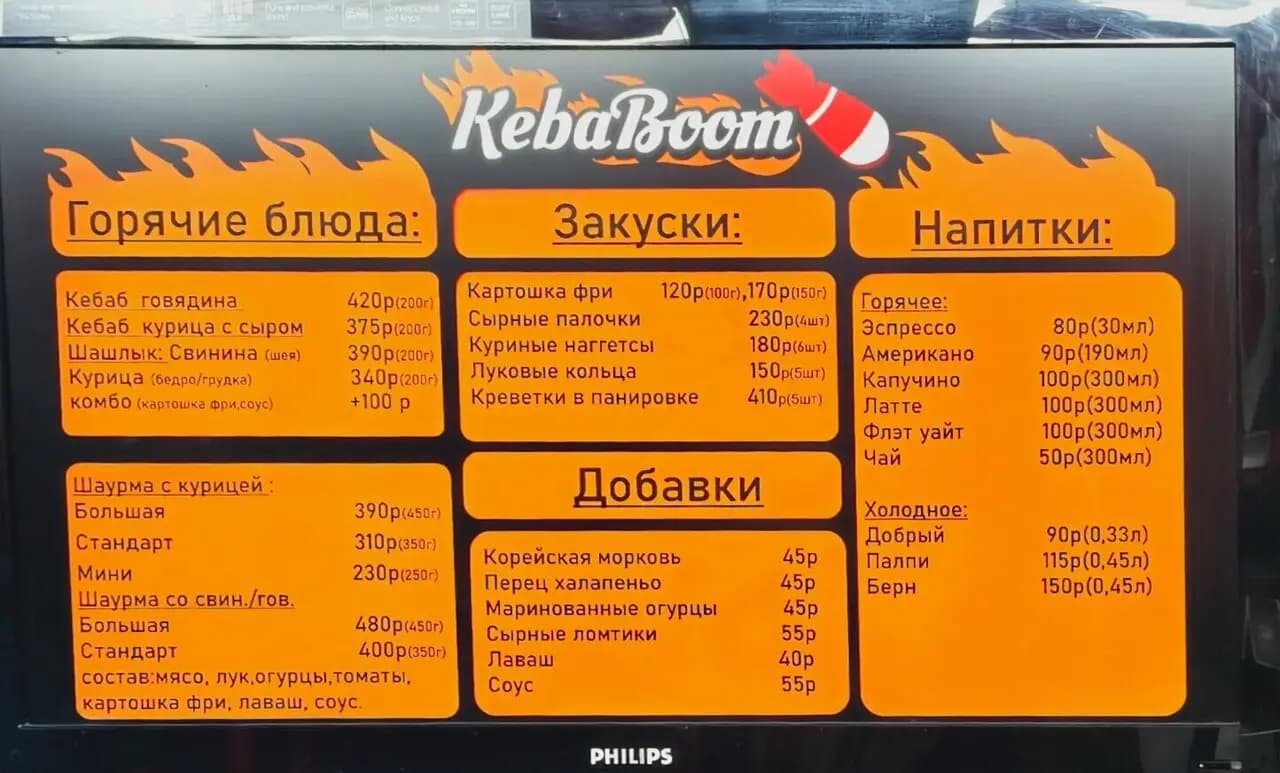 KebaBoom
Горячие блюда:
Кебаб говядина 420р(200г)
Кебаб курица с сыром 375р(200г)
Шашлык: Свинина (шея) 390р(200г)
Курица (бедро/грудка) 340р(200г)
комбо (картошка фри,соус) +100 р
Шаурма с курицей :
Большая 390р(450г)
Стандарт 310р(350г)
Мини 230р(250г)
Шаурма со свин./гов.
Большая 480р(450г)
Стандарт 400р(350г)
состав:мясо, лук,огурцы,томаты,
картошка фри, лаваш, соус.
Закуски:
Картошка фри 120р(100г),170р(150г)
Сырные палочки 230р(4шт)
Куриные наггетсы 180р(6шт)
Луковые кольца 150р(5шт)
Креветки в панировке 410р(5шт)
Добавки
Корейская морковь 45р
Перец халапеньо 45р
Маринованные огурцы 45р
Сырные ломтики 55р
Лаваш 40р
Соус 55р
Напитки:
Горячее:
Эспрессо 80р(30мл)
Американо 90р(190мл)
Капучино 100р(300мл)
Латте 100р(300мл)
Флэт уайт 100р(300мл)
Чай 50р(300мл)
Холодное:
Добрый 90р(0,33л)
Палпи 115р(0,45л)
Берн 150р(0,45л)
PHILIPS